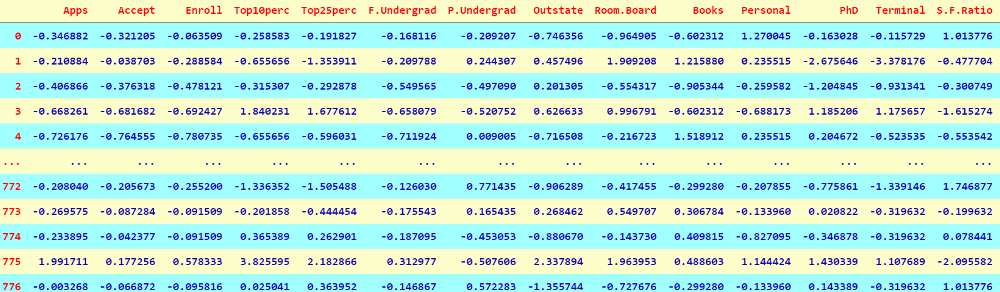 Apps Accept Enroll Top10perc Top25perc F.Undergrad P.Undergrad Outstate Room.Board Books Personal PhD Terminal S.F.Ratio
0 -0.346882 -0.321205 -0.063509 -0.258583 -0.191827 -0.168116 -0.209207 -0.746356 -0.964905 -0.602312 1.270045 -0.163028 -0.115729 1.013776
1 -0.210884 -0.038703 -0.288584 -0.655656 -1.353911 -0.209788 0.244307 0.457496 1.909208 1.215880 0.235515 -2.675646 -3.378176 -0.477704
2 -0.406866 -0.376318 -0.478121 -0.315307 -0.292878 -0.549565 -0.497090 0.201305 -0.554317 -0.905344 -0.259582 -1.204845 -0.931341 -0.300749
3 -0.668261 -0.681682 -0.692427 1.840231 1.677612 -0.658079 -0.520752 0.626633 0.996791 -0.602312 -0.688173 1.185206 1.175657 -1.615274
4 -0.726176 -0.764555 -0.780735 -0.655656 -0.596031 -0.711924 0.009005 -0.716508 -0.216723 1.518912 0.235515 0.204672 -0.523535 -0.553542
... ... ... ... ... ... ... ... ... ... ... ... ... ... ...
772 -0.208040 -0.205673 -0.255200 -1.336352 -1.505488 -0.126030 0.771435 -0.906289 -0.417455 -0.299280 -0.207855 -0.775861 -1.339146 1.746877
773 -0.269575 -0.087284 -0.091509 -0.201858 -0.444454 -0.175543 0.165435 0.268462 0.549707 0.306784 -0.133960 0.020822 -0.319632 -0.199632
774 -0.233895 -0.042377 -0.091509 0.365389 0.262901 -0.187095 -0.453053 -0.880670 -0.143730 0.409815 -0.827095 -0.346878 -0.319632 0.078441
775 1.991711 0.177256 0.578333 3.825595 2.182866 0.312977 -0.507606 2.337894 1.963953 0.488603 1.144424 1.430339 1.107689 -2.095582
776 -0.003268 -0.066872 -0.095816 0.025041 0.363952 -0.146867 0.572283 -1.355744 -0.727676 -0.299280 -0.133960 0.143389 -0.319632 1.013776